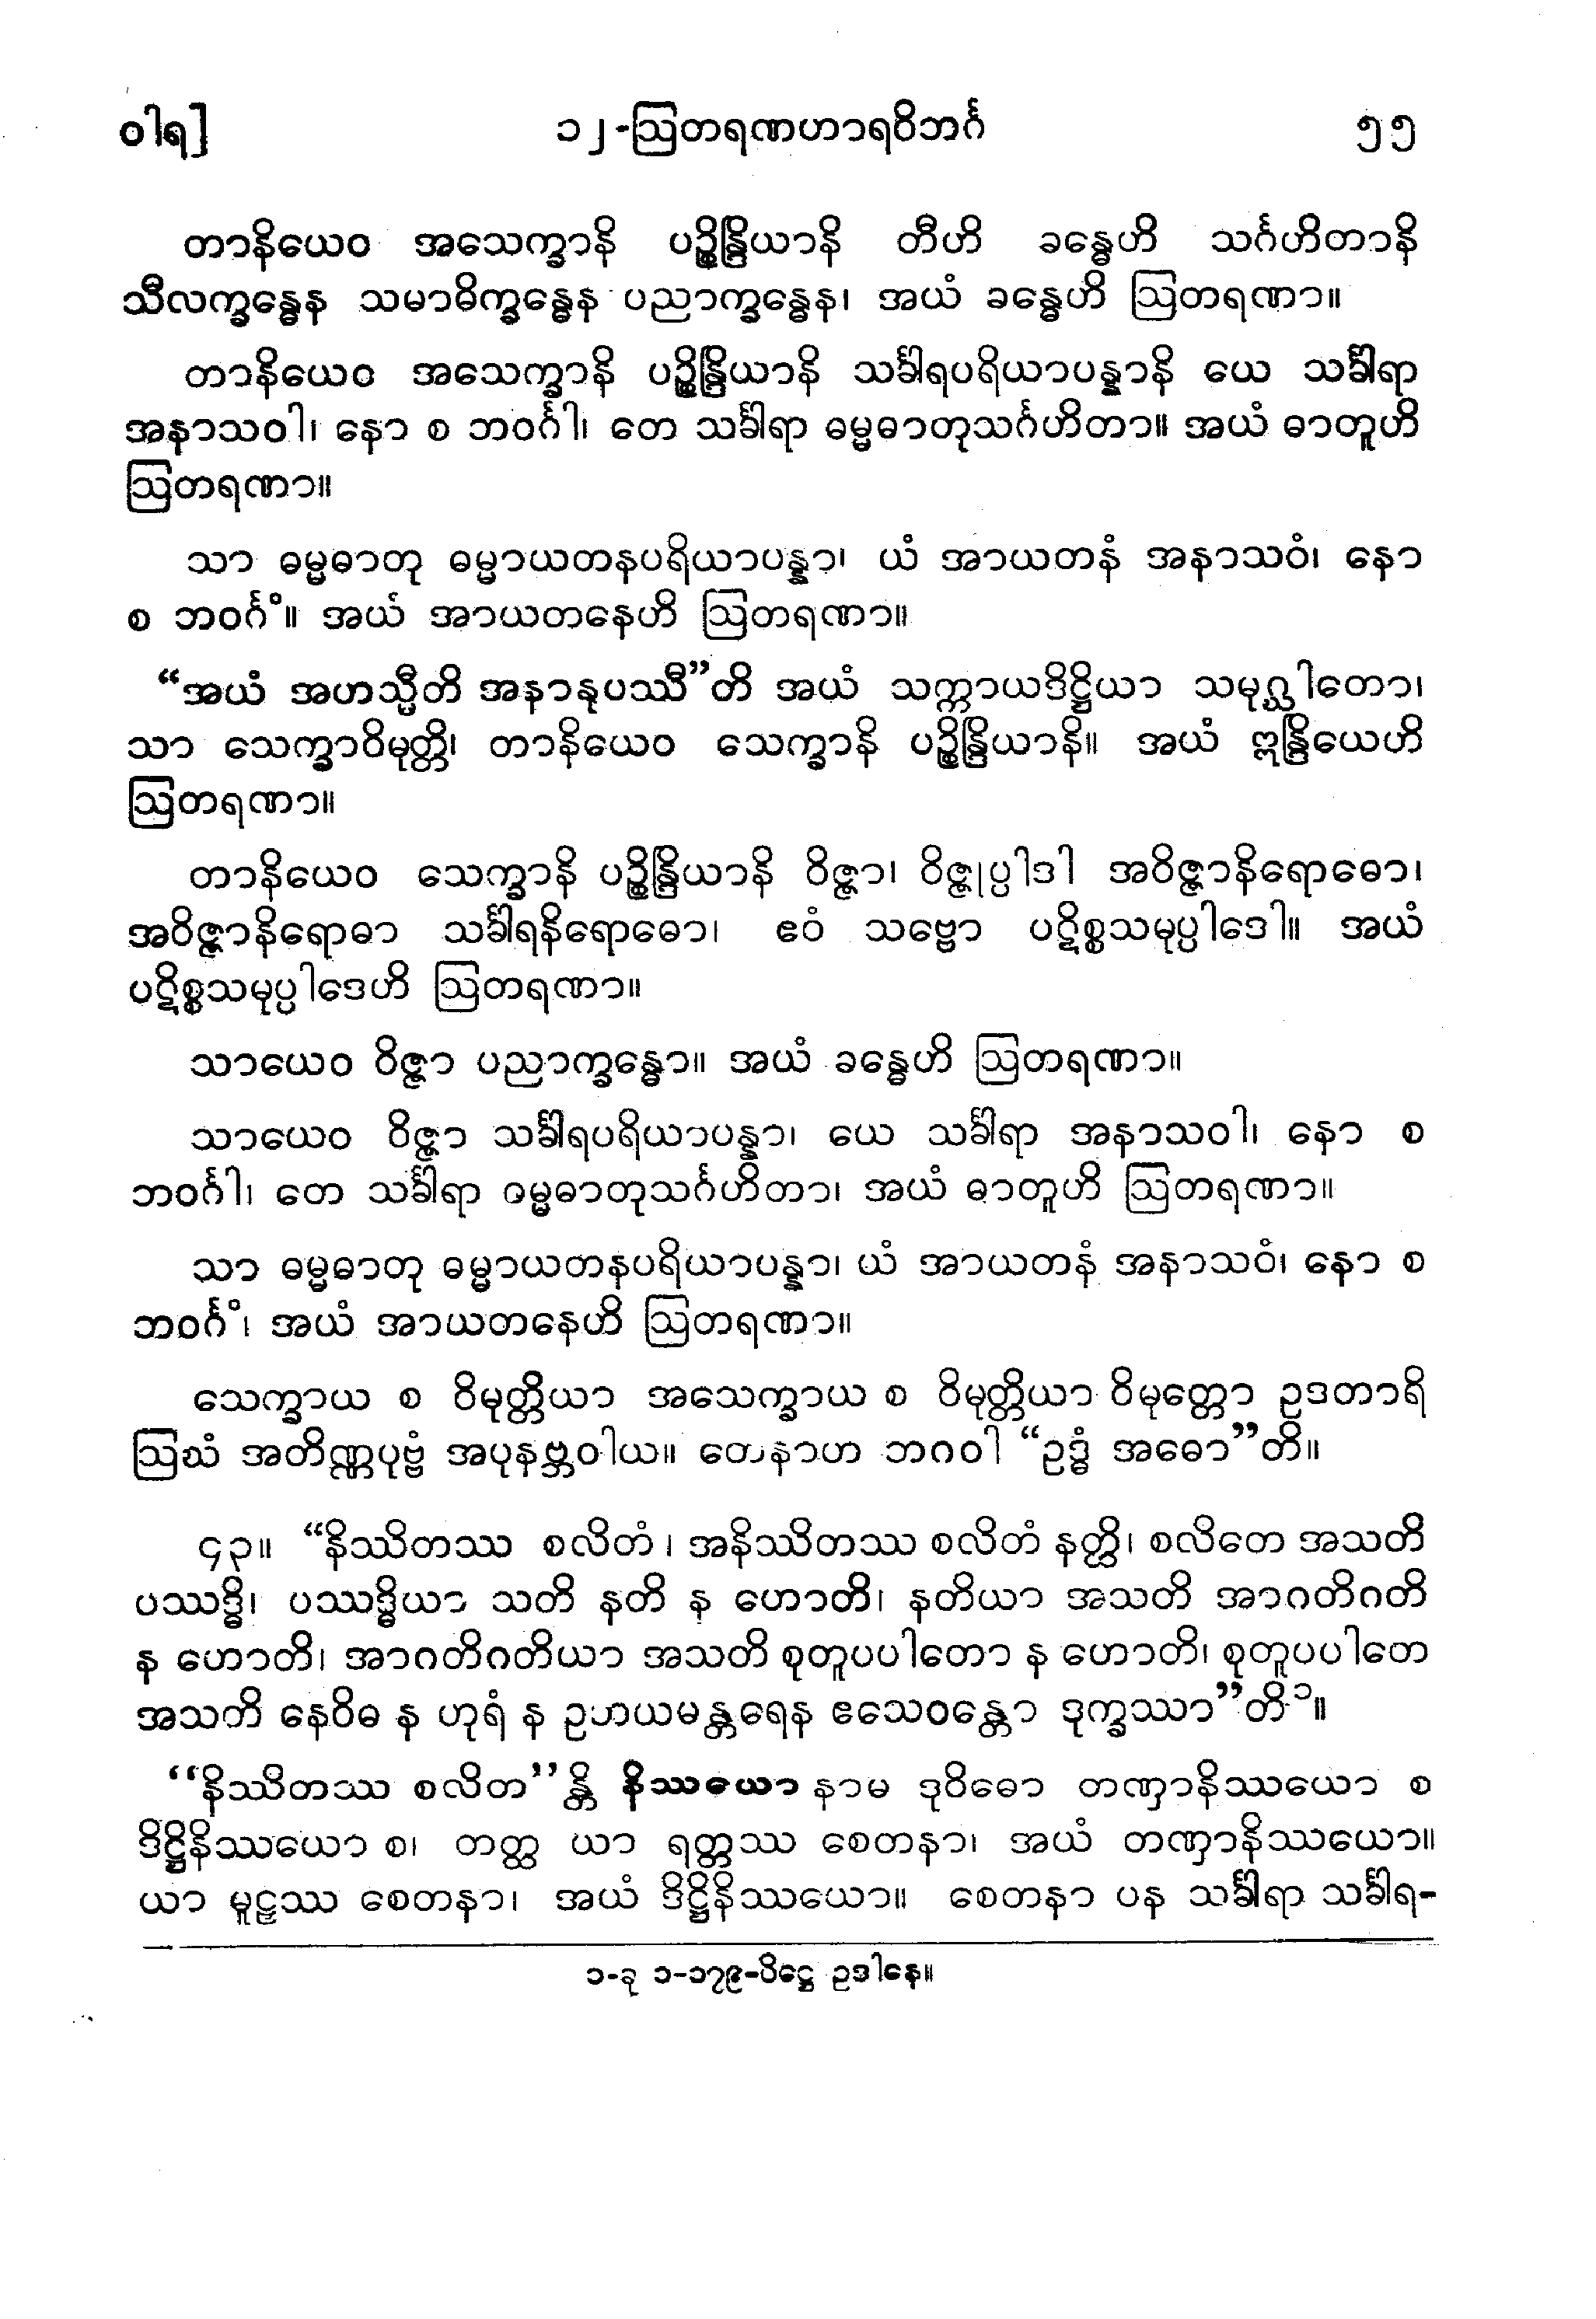 ဝါရ]
၁၂-ဩတရဏဟာရဝိဘင်္ဂ
၅၅
တာနိယေဝ အသေက္ခာနိ ပဉ္စိန္ဒြိယာနိ တီဟိ ခန္ဓေဟိ သင်္ဂဟိတာနိ
သီလက္ခန္ဓေန သမာဓိက္ခန္ဓေန ပညာက္ခန္ဓေန၊ အယံ ခန္ဓေဟိ ဩတရဏာ။
တာနိယေဝ အသေက္ခာနိ ပဉ္စိန္ဒြိယာနိ သင်္ခါရပရိယာပန္နာနိ ယေ သင်္ခါရာ
အနာသဝါ၊ နော စ ဘဝင်္ဂါ၊ တေ သင်္ခါရာ ဓမ္မဓာတုသင်္ဂဟိတာ။ အယံ ဓာတူဟိ
ဩတရဏာ။
သာ ဓမ္မဓာတု ဓမ္မာယတနပရိယာပန္နာ၊ ယံ အာယတနံ အနာသဝံ၊ နော
စ ဘဝင်္ဂံ။ အယံ အာယတနေဟိ ဩတရဏာ။
“အယံ အဟသ္မီတိ အနာနုပဿီ”တိ အယံ သက္ကာယဒိဋ္ဌိယာ သမုဂ္ဃါတော၊
သာ သေက္ခာဝိမုတ္တိ၊ တာနိယေဝ သေက္ခာနိ ပဉ္စိန္ဒြိယာနိ။ အယံ ဣန္ဒြိယေဟိ
ဩတရဏာ။
တာနိယေဝ သေက္ခာနိ ပဉ္စိန္ဒြိယာနိ ဝိဇ္ဇာ၊ ဝိဇ္ဇုပ္ပါဒါ အဝိဇ္ဇာနိရောဓော၊
အဝိဇ္ဇာနိရောဓာ သင်္ခါရနိရောဓော၊ ဧဝံ သဗ္ဗော ပဋိစ္စသမုပ္ပါဒေါ။ အယံ
ပဋိစ္စသမုပ္ပါဒေဟိ ဩတရဏာ။
သာယေဝ ဝိဇ္ဇာ ပညာက္ခန္ဓော။ အယံ ခန္ဓေဟိ ဩတရဏာ။
သာယေဝ ဝိဇ္ဇာ သင်္ခါရပရိယာပန္နာ၊ ယေ သင်္ခါရာ အနာသဝါ၊ နော စ
ဘဝင်္ဂါ၊ တေ သင်္ခါရာ ဓမ္မဓာတုသင်္ဂဟိတာ၊ အယံ ဓာတူဟိ ဩတရဏာ။
သာ ဓမ္မဓာတု ဓမ္မာယတနပရိယာပန္နာ၊ ယံ အာယတနံ အနာသဝံ၊ နော စ
ဘဝင်္ဂံ၊ အယံ အာယတနေဟိ ဩတရဏာ။
သေက္ခာယ စ ဝိမုတ္တိယာ အသေက္ခာယ စ ဝိမုတ္တိယာ ဝိမုတ္တော ဥဒတာရိ
ဩဃံ အတိဏ္ဏပုဗ္ဗံ အပုနဗ္ဘဝါယ။ တေနာဟ ဘဂဝါ “ဥဒ္ဓံ အဓော”တိ။
၄၃။ “နိဿိတဿ စလိတံ၊ အနိဿိတဿ စလိတံ နတ္ထိ၊ စလိတေ အသတိ
ပဿဒ္ဓိ၊ ပဿဒ္ဓိယာ သတိ နတိ န ဟောတိ၊ နတိယာ အသတိ အာဂတိဂတိ
န ဟောတိ၊ အာဂတိဂတိယာ အသတိ စုတူပပါတော န ဟောတိ၊ စုတူပပါတေ
အသတိ နေဝိဓ န ဟုရံ န ဥဘယမန္တရေန ဧသေဝန္တော ဒုက္ခဿာ”တိ၁။
“နိဿိတဿ စလိတ”န္တိ နိဿယော နာမ ဒုဝိဓော တဏှာနိဿယော စ
ဒိဋ္ဌိနိဿယော စ၊ တတ္ထ ယာ ရတ္တဿ စေတနာ၊ အယံ တဏှာနိဿယော။
ယာ မူဠှဿ စေတနာ၊ အယံ ဒိဋ္ဌိနိဿယော။ စေတနာ ပန သင်္ခါရာ သင်္ခါရ-
၁-ခု ၁-၁၇၉-ပိဋ္ဌေ ဥဒါနေ။